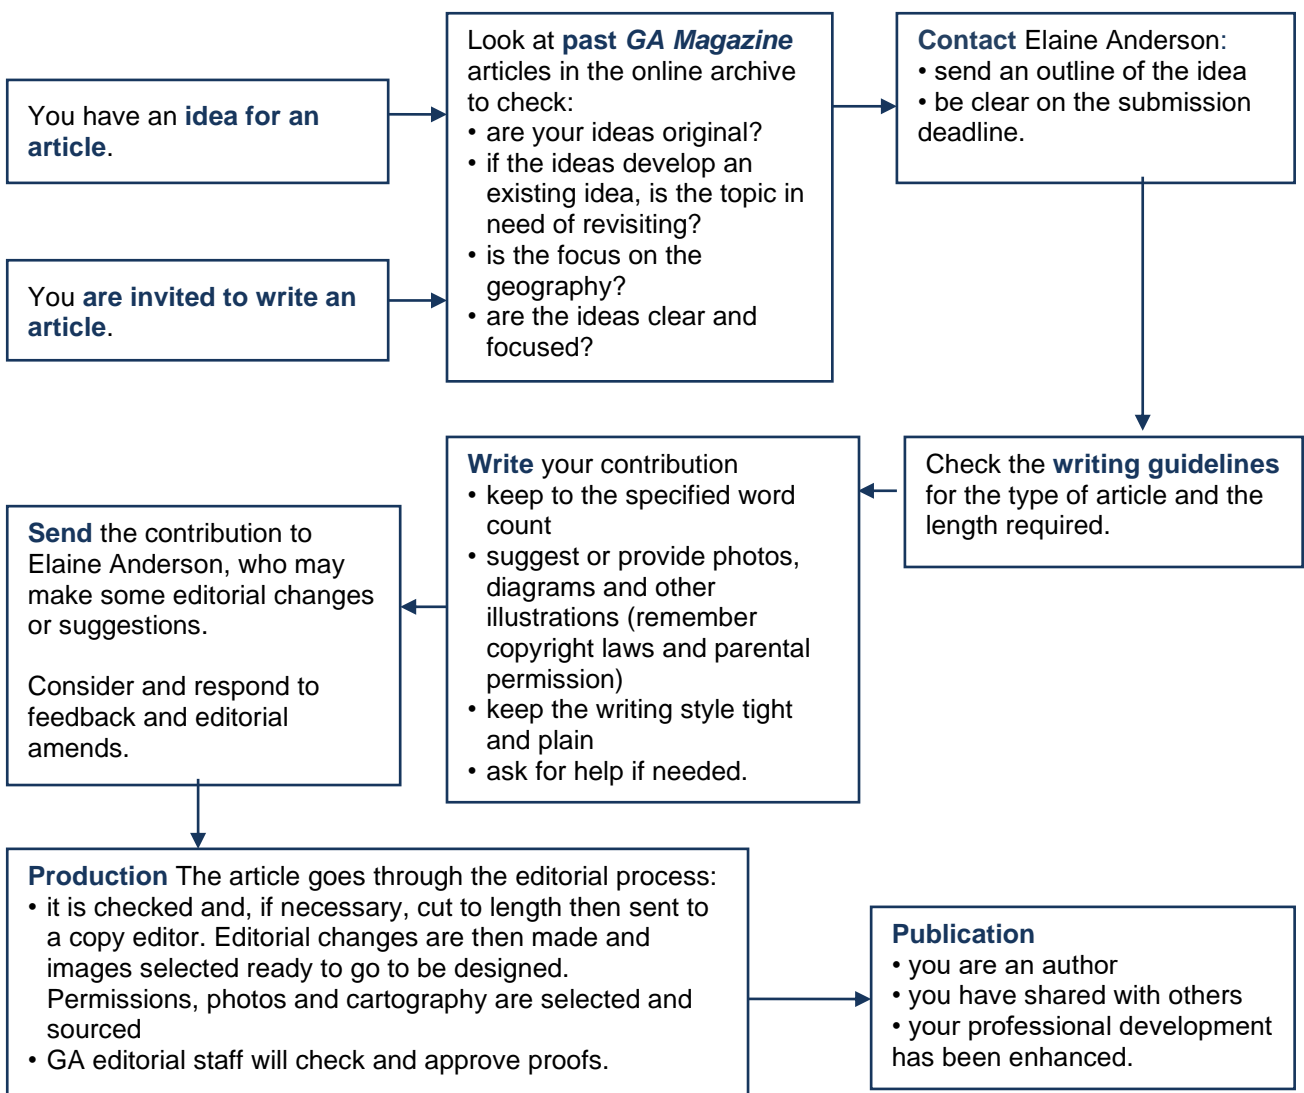 You have an idea for an
article.
You are invited to write an
article.
Look at past GA Magazine
articles in the online archive
to check:
• are your ideas original?
• if the ideas develop an
existing idea, is the topic in
need of revisiting?
• is the focus on the
geography?
• are the ideas clear and
focused?
Contact Elaine Anderson:
• send an outline of the idea
• be clear on the submission
deadline.
Check the writing guidelines
for the type of article and the
length required.
Write your contribution
• keep to the specified word
count
• suggest or provide photos,
diagrams and other
illustrations (remember
copyright laws and parental
permission)
• keep the writing style tight
and plain
• ask for help if needed.
Send the contribution to
Elaine Anderson, who may
make some editorial changes
or suggestions.
Consider and respond to
feedback and editorial
amends.
Production The article goes through the editorial process:
• it is checked and, if necessary, cut to length then sent to
a copy editor. Editorial changes are then made and
images selected ready to go to be designed.
Permissions, photos and cartography are selected and
sourced
• GA editorial staff will check and approve proofs.
Publication
• you are an author
• you have shared with others
• your professional development
has been enhanced.